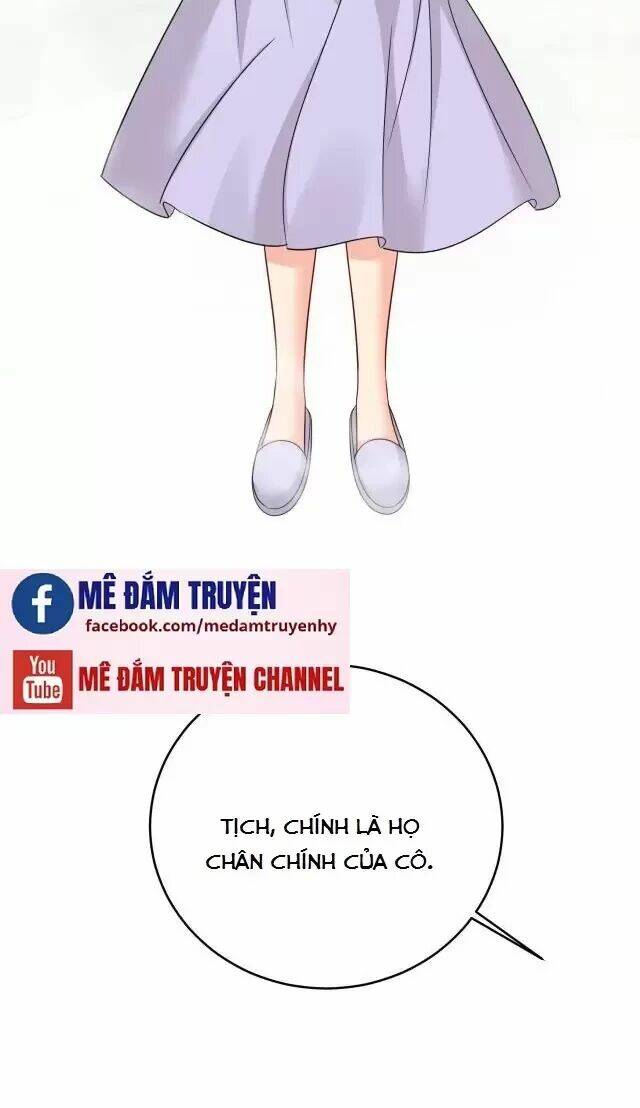 MÊ ĐẮM TRUYỆN
facebook.com/medamtruyenhy
You
Tube
MÊ ĐẮM TRUYỆN CHANNEL
TỊCH, CHÍNH LÀ HỌ
CHÂN CHÍNH CỦA CÔ.